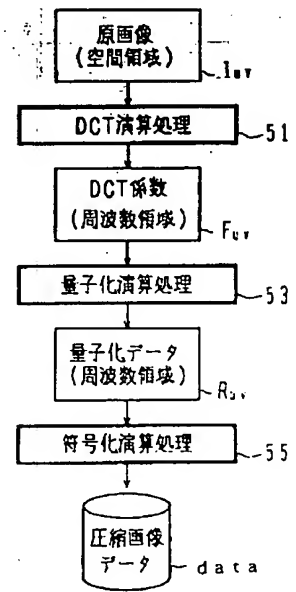 原画像
(空間領域)
Iuv
DCT演算処理
51
DCT係数
(周波数領域)
Fuv
量子化演算処理
53
量子化データ
(周波数領域)
Ruv
符号化演算処理
55
圧縮画像
データ
data